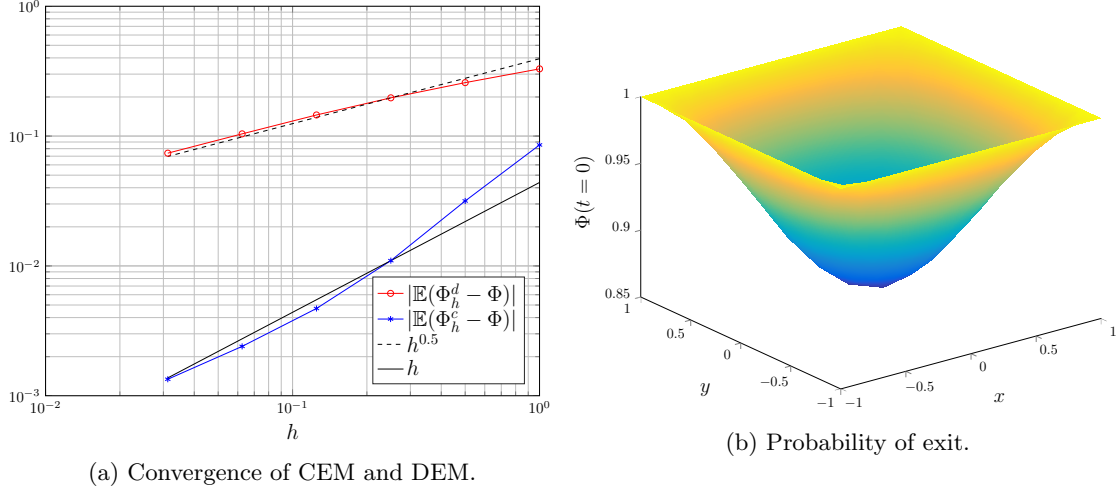 10^0
10^{-1}
10^{-2}
10^{-3}
10^{-2}
10^{-1}
10^0
h
|𝔼(Φ_h^d − Φ)|
|𝔼(Φ_h^c − Φ)|
h^{0.5}
h
(a) Convergence of CEM and DEM.
Φ(t = 0)
1
0.95
0.9
0.85
1
0.5
0
-0.5
-1
y
-1
-0.5
0
0.5
1
x
(b) Probability of exit.